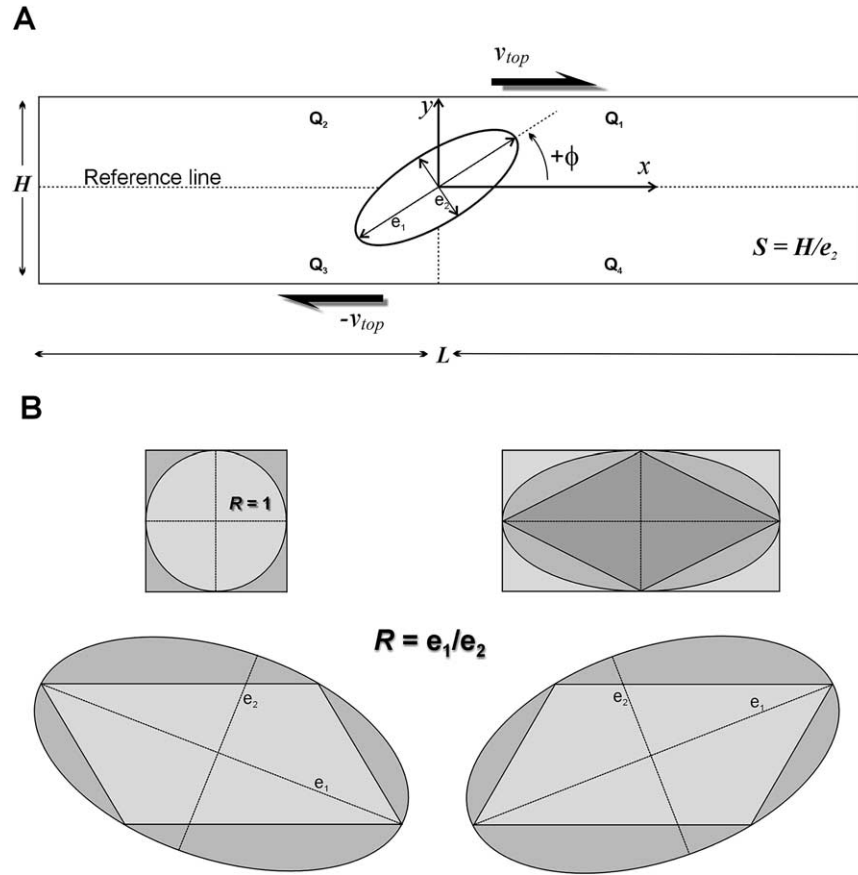 A
v_top
Q₂
Q₁
y
+ϕ
H
Reference line
x
e₂
e₁
S = H/e₂
Q₃
Q₄
-v_top
L
B
R = 1
R = e₁/e₂
e₂
e₁
e₂
e₁